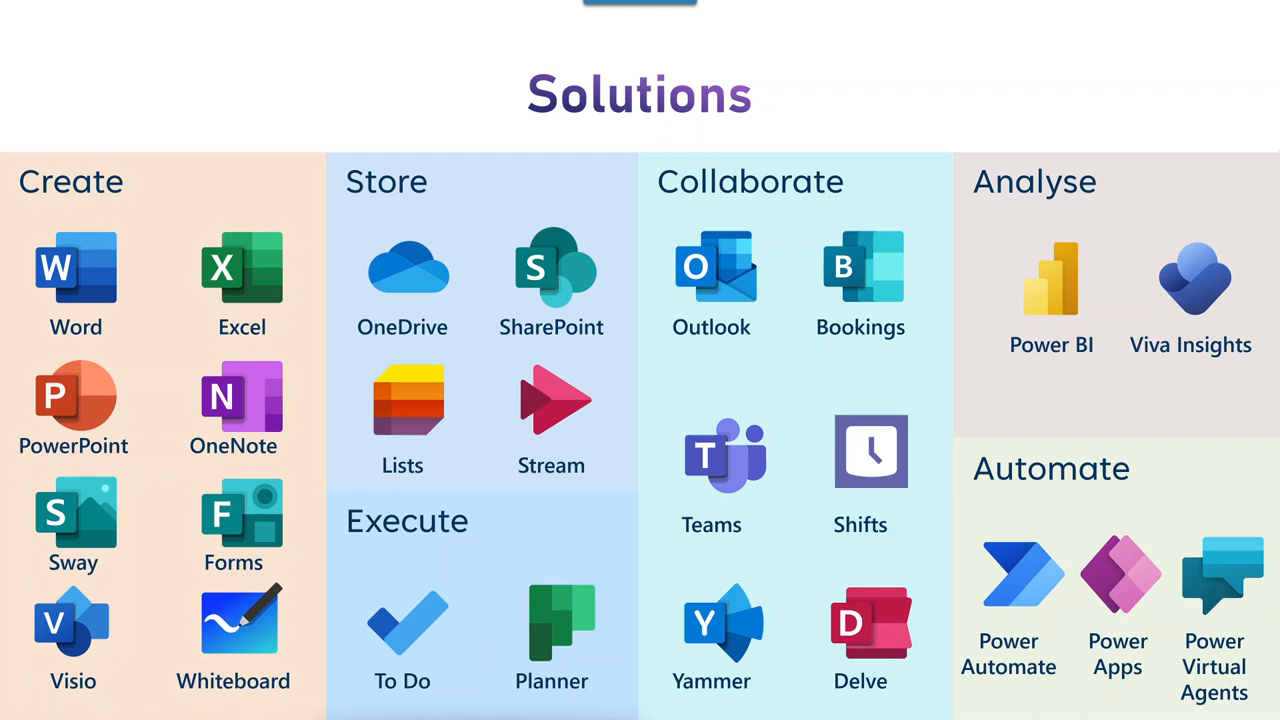 Solutions
Create
W
X
Word
Excel
P
N
PowerPoint
OneNote
S
F
Sway
Forms
V
Visio
Whiteboard
Store
S
OneDrive
SharePoint
Lists
Stream
Execute
To Do
Planner
Collaborate
O
B
Outlook
Bookings
T
Teams
Shifts
Y
D
Yammer
Delve
Analyse
Power BI
Viva Insights
Automate
Power
Automate
Power
Apps
Power
Virtual
Agents